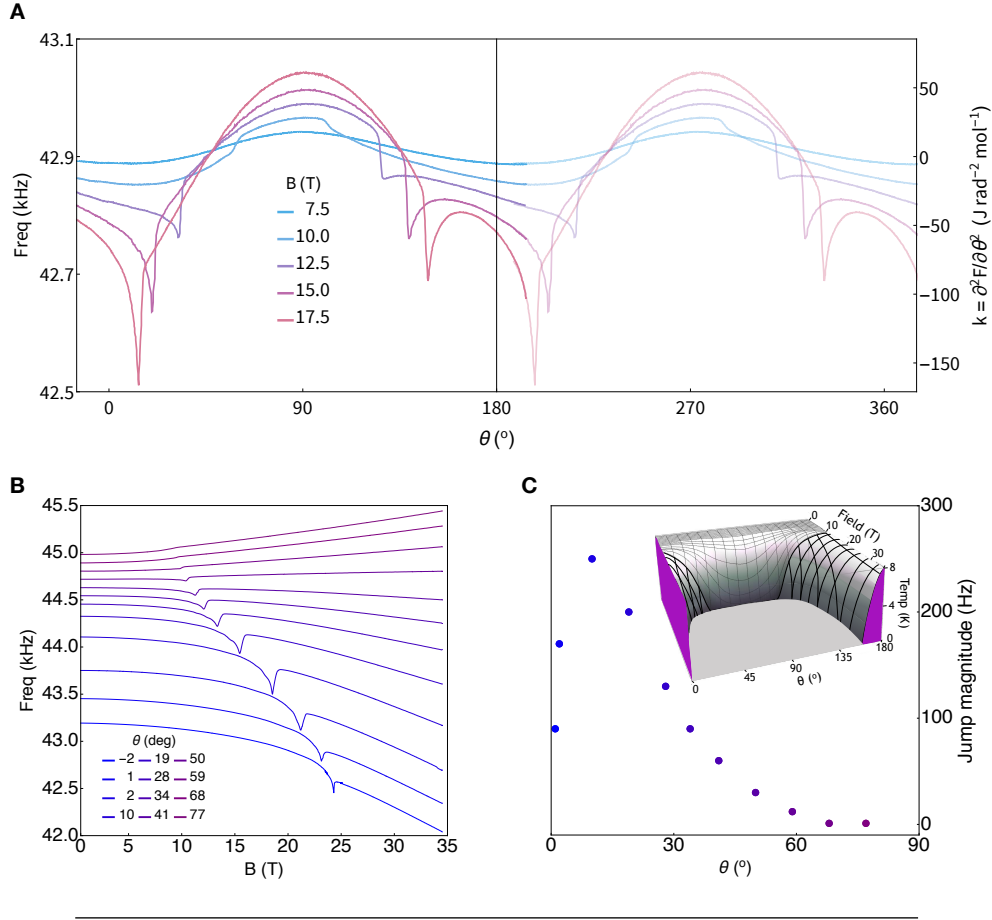 A
43.1
42.9
42.7
42.5
Freq (kHz)
50
0
−50
−100
−150
k = ∂²F/∂θ² (J rad⁻² mol⁻¹)
B (T)
7.5
10.0
12.5
15.0
17.5
0
90
180
270
360
θ (º)
B
45.5
45.0
44.5
44.0
43.5
43.0
42.5
42.0
Freq (kHz)
θ (deg)
−2 19 50
1 28 59
2 34 68
10 41 77
0
5
10
15
20
25
30
35
B (T)
C
300
200
100
0
Jump magnitude (Hz)
0
30
60
90
θ (º)
Field (T)
0
10
20
30
8
4
0
Temp (K)
0
45
90
135
180
θ (º)